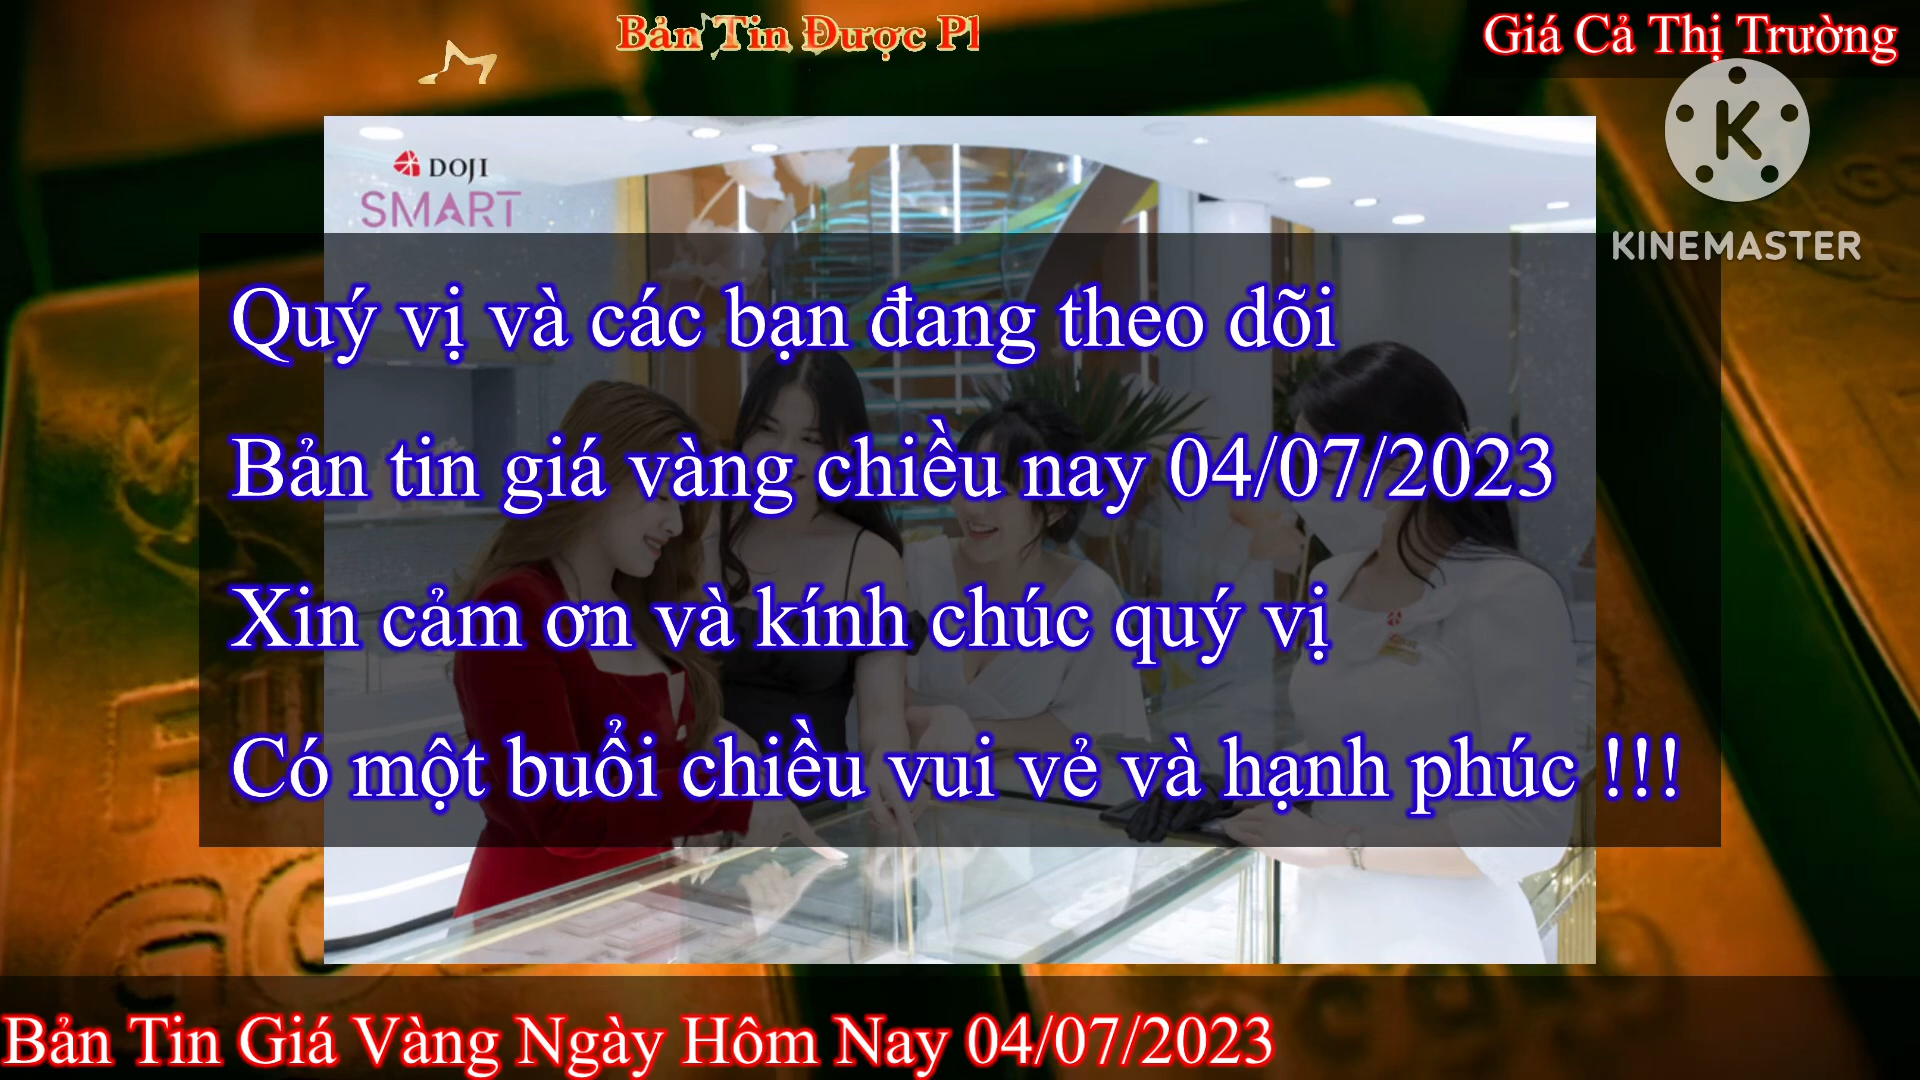 Bản Tin Được
Giá Cả Thị Trường
K
KINEMASTER
DOJI
SMART
Quý vị và các bạn đang theo dõi
Bản tin giá vàng chiều nay 04/07/2023
Xin cảm ơn và kính chúc quý vị
Có một buổi chiều vui vẻ và hạnh phúc !!!
Bản Tin Giá Vàng Ngày Hôm Nay 04/07/2023